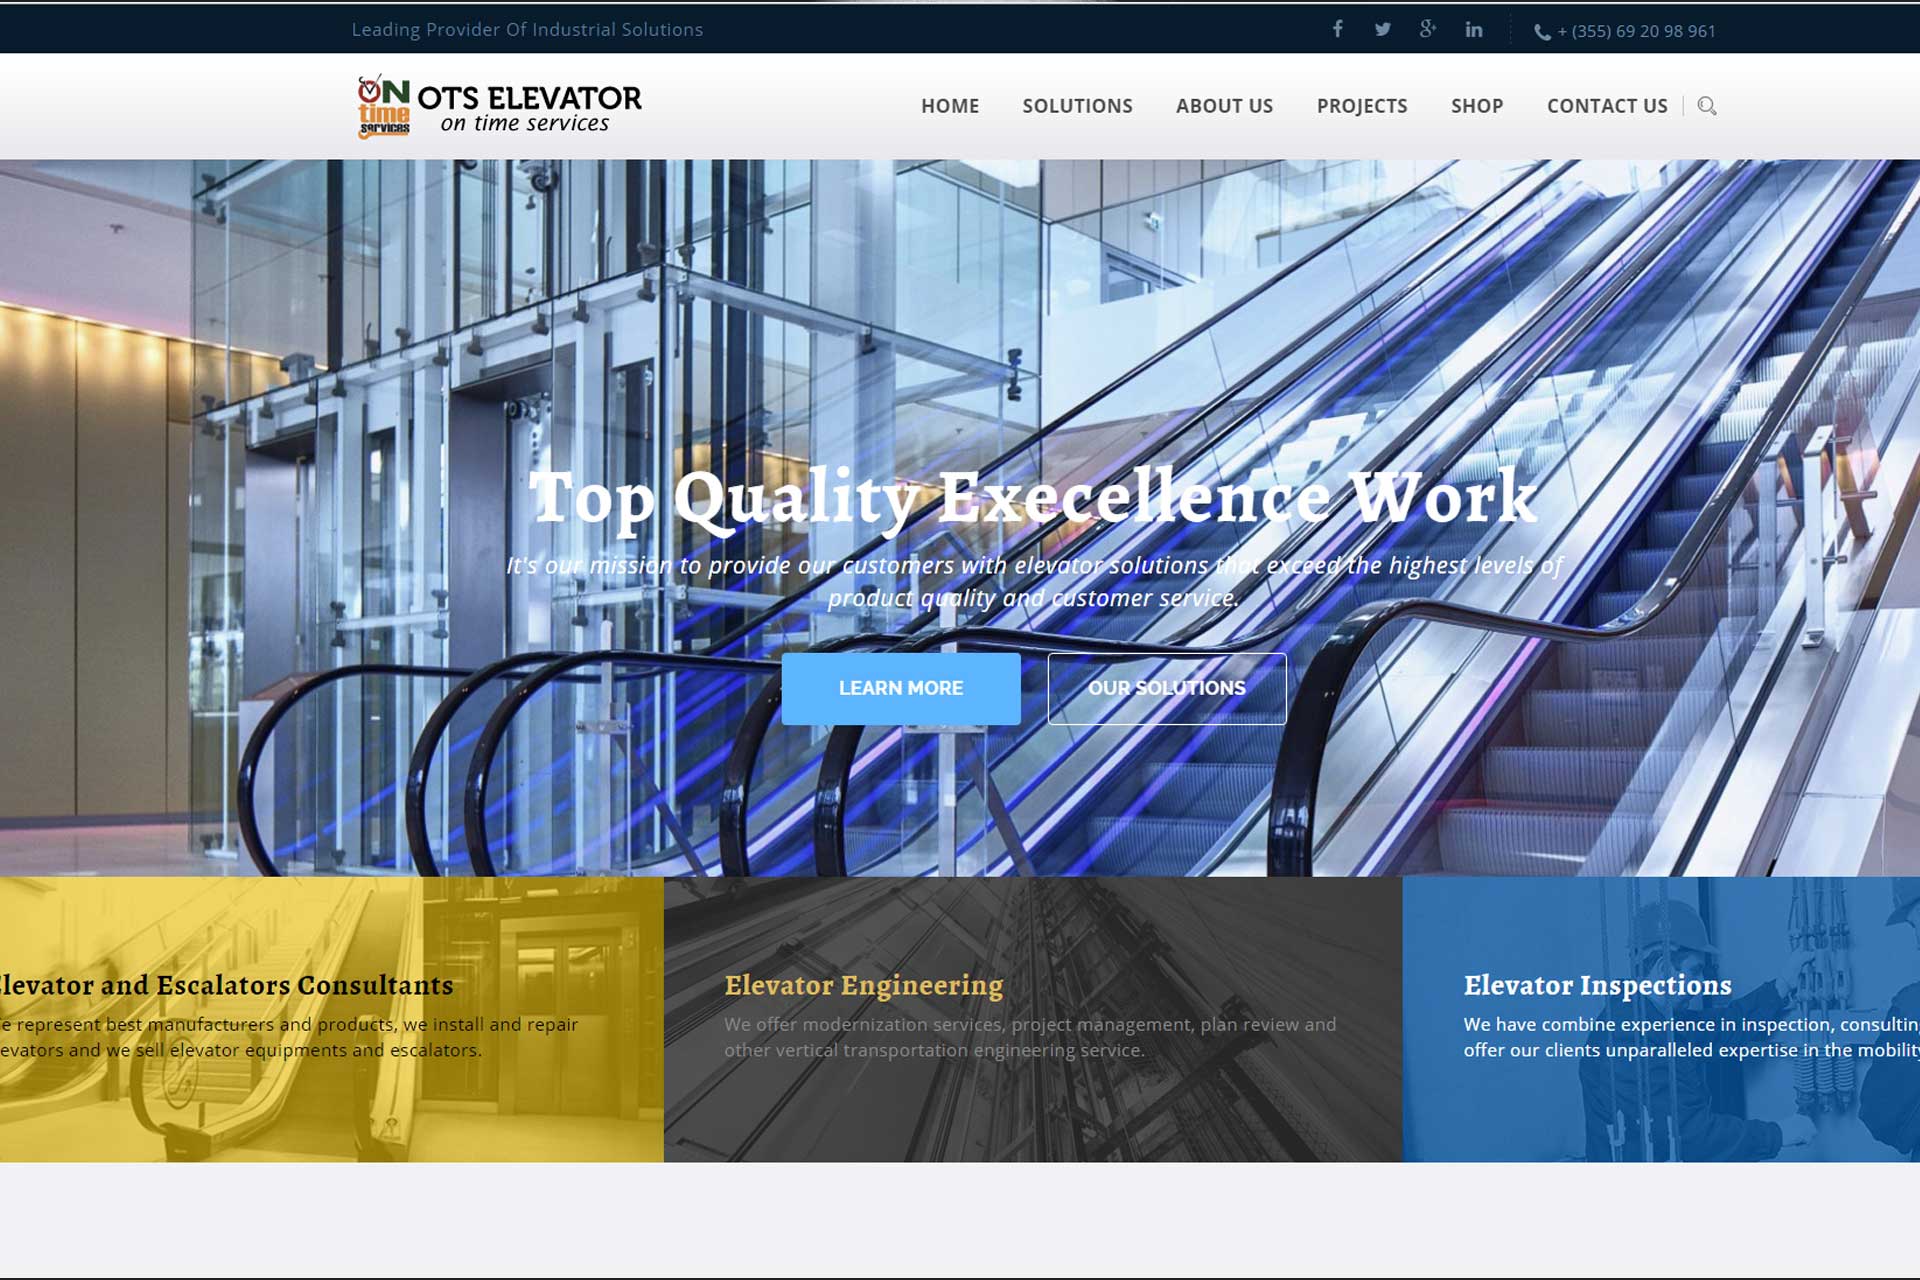 Leading Provider Of Industrial Solutions
+ (355) 69 20 98 961
ON
time
services
OTS ELEVATOR
on time services
HOME
SOLUTIONS
ABOUT US
PROJECTS
SHOP
CONTACT US
Top Quality Execellence Work
It's our mission to provide our customers with elevator solutions that exceed the highest levels of
product quality and customer service.
LEARN MORE
OUR SOLUTIONS
Elevator and Escalators Consultants
e represent best manufacturers and products, we install and repair
evators and we sell elevator equipments and escalators.
Elevator Engineering
We offer modernization services, project management, plan review and
other vertical transportation engineering service.
Elevator Inspections
We have combine experience in inspection, consulting
offer our clients unparalleled expertise in the mobility